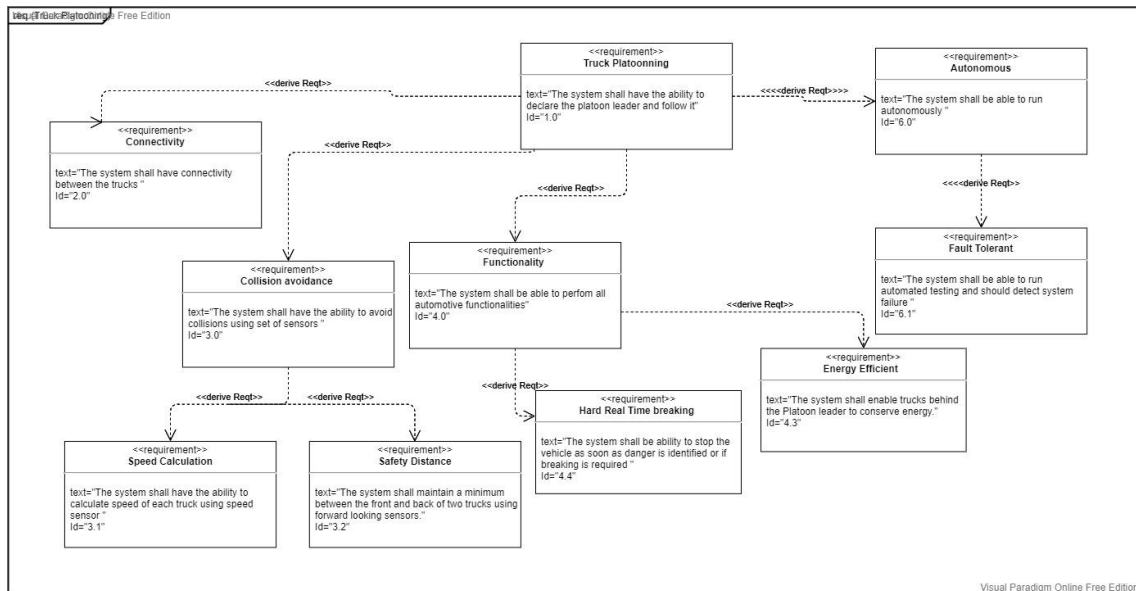 Visual Paradigm Online Free Edition
req [Truck Platooning]
<<requirement>>
Truck Platoonning
text="The system shall have the ability to
declare the platoon leader and follow it"
Id="1.0"
<<requirement>>
Autonomous
text="The system shall be able to run
autonomously "
Id="6.0"
<<derive Reqt>>
<<<<derive Reqt>>>>
<<requirement>>
Connectivity
text="The system shall have connectivity
between the trucks "
Id="2.0"
<<derive Reqt>>
<<derive Reqt>>
<<<<derive Reqt>>
<<requirement>>
Collision avoidance
text="The system shall have the ability to avoid
collisions using set of sensors "
Id="3.0"
<<requirement>>
Functionality
text="The system shall be able to perfom all
automotive functionalities"
Id="4.0"
<<requirement>>
Fault Tolerant
text="The system shall be able to run
automated testing and should detect system
failure "
Id="6.1"
<<derive Reqt>>
<<requirement>>
Energy Efficient
text="The system shall enable trucks behind
the Platoon leader to conserve energy."
Id="4.3"
<<derive Reqt>>
<<derive Reqt>>
<<derive Reqt>>
<<requirement>>
Hard Real Time breaking
text="The system shall be ability to stop the
vehicle as soon as danger is identified or if
breaking is required "
Id="4.4"
<<requirement>>
Speed Calculation
text="The system shall have the ability to
calculate speed of each truck using speed
sensor "
Id="3.1"
<<requirement>>
Safety Distance
text="The system shall maintain a minimum
between the front and back of two trucks using
forward looking sensors."
Id="3.2"
Visual Paradigm Online Free Edition